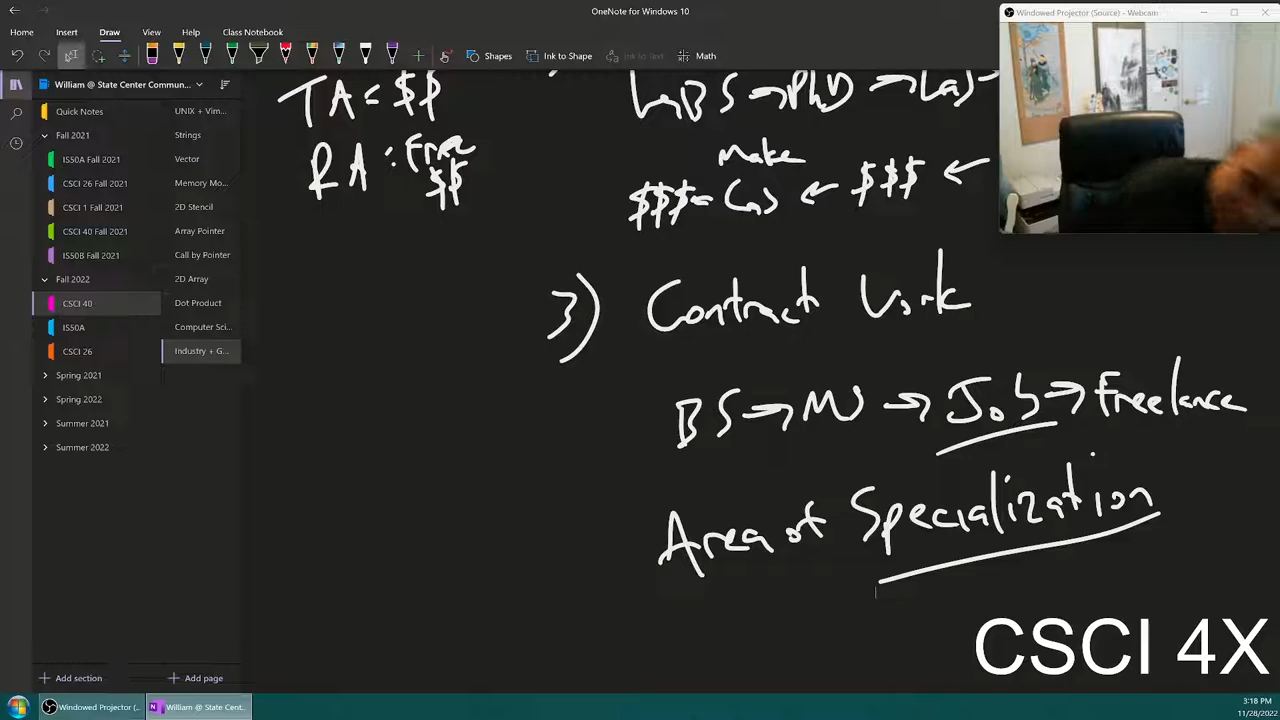 OneNote for Windows 10
Windowed Projector (Source) - Webcam
Home Insert Draw View Help Class Notebook
Shapes Ink to Shape Ink to Text Math
William @ State Center Commun...
Quick Notes
Fall 2021
IS50A Fall 2021
CSCI 26 Fall 2021
CSCI 1 Fall 2021
CSCI 40 Fall 2021
IS50B Fall 2021
Fall 2022
CSCI 40
IS50A
CSCI 26
Spring 2021
Spring 2022
Summer 2021
Summer 2022
Add section
UNIX + Vim...
Strings
Vector
Memory Mo...
2D Stencil
Array Pointer
Call by Pointer
2D Array
Dot Product
Computer Sci...
Industry + G...
Add page
TA = $$
RA : Free
$$
BS → PhD →
Make
$$$ = ← $$$ ←
3) Contract Work
BS → → Job → Freelance
Area of Specialization
CSCI 4X
Windowed Projector (...
William @ State Cent...
3:18 PM
11/28/2022